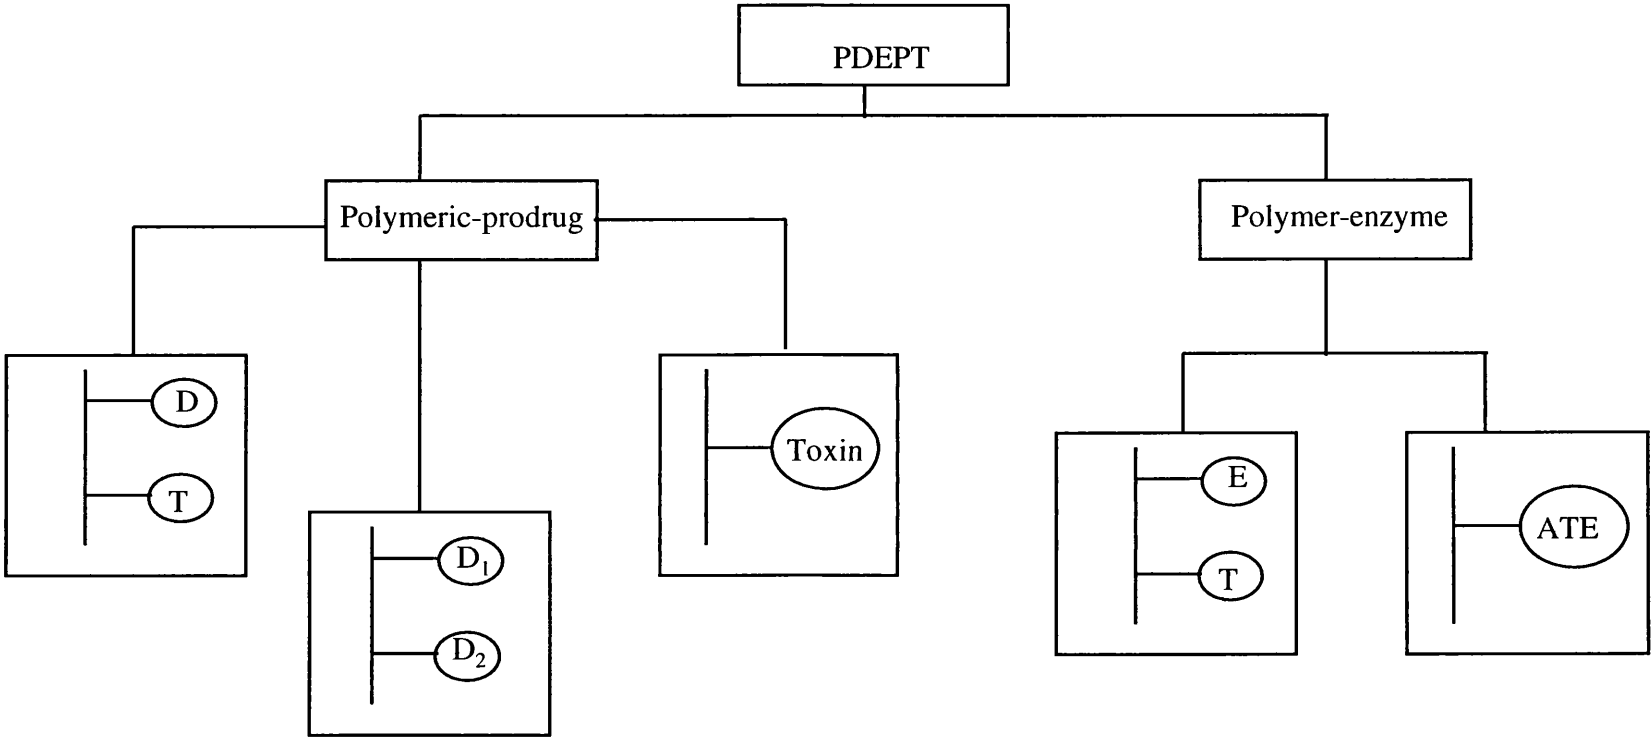 PDEPT
Polymeric-prodrug
Polymer-enzyme
D
T
D₁
D₂
Toxin
E
T
ATE